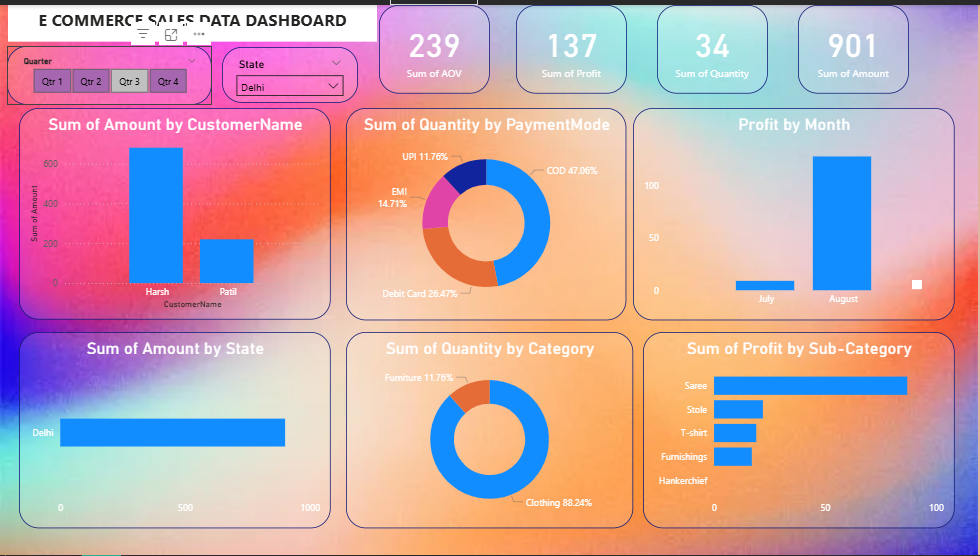 E COMMERCE SALES DATA DASHBOARD
239
Sum of AOV
137
Sum of Profit
34
Sum of Quantity
901
Sum of Amount
Quarter
Qtr 1 Qtr 2 Qtr 3 Qtr 4
State
Delhi
Sum of Amount by CustomerName
600
400
200
0
Sum of Amount
Harsh Patil
CustomerName
Sum of Quantity by PaymentMode
UPI 11.76%
COD 47.06%
EMI
14.71%
Debit Card 26.47%
Profit by Month
100
50
0
July August
Sum of Amount by State
Delhi
0 500 1000
Sum of Quantity by Category
Furniture 11.76%
Clothing 88.24%
Sum of Profit by Sub-Category
Saree
Stole
T-shirt
Furnishings
Hankerchief
0 50 100